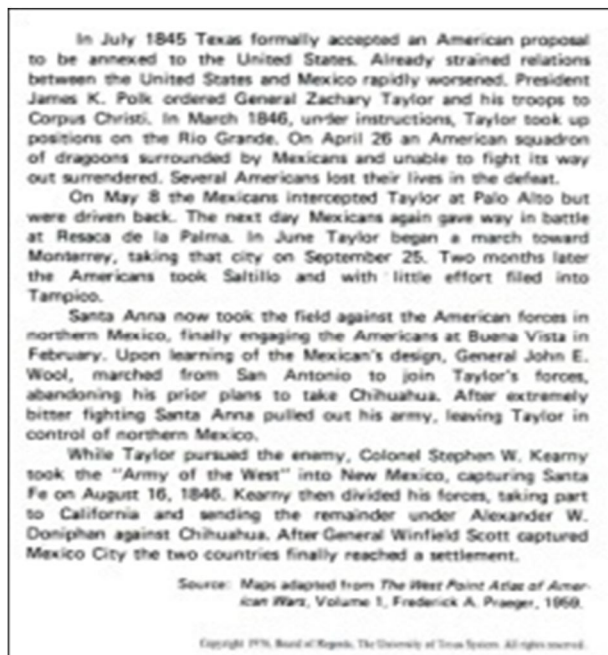 In July 1845 Texas formally accepted an American proposal
to be annexed to the United States. Already strained relations
between the United States and Mexico rapidly worsened. President
James K. Polk ordered General Zachary Taylor and his troops to
Corpus Christi. In March 1846, under instructions, Taylor took up
positions on the Rio Grande. On April 26 an American squadron
of dragoons surrounded by Mexicans and unable to fight its way
out surrendered. Several Americans lost their lives in the defeat.
On May 8 the Mexicans intercepted Taylor at Palo Alto but
were driven back. The next day Mexicans again gave way in battle
at Resaca de la Palma. In June Taylor began a march toward
Monterrey, taking that city on September 25. Two months later
the Americans took Saltillo and with little effort filed into
Tampico.
Santa Anna now took the field against the American forces in
northern Mexico, finally engaging the Americans at Buena Vista in
February. Upon learning of the Mexican's design, General John E.
Wool, marched from San Antonio to join Taylor's forces,
abandoning his prior plans to take Chihuahua. After extremely
bitter fighting Santa Anna pulled out his army, leaving Taylor in
control of northern Mexico.
While Taylor pursued the enemy, Colonel Stephen W. Kearny
took the "Army of the West" into New Mexico, capturing Santa
Fe on August 16, 1846. Kearny then divided his forces, taking part
to California and sending the remainder under Alexander W.
Doniphan against Chihuahua. After General Winfield Scott captured
Mexico City the two countries finally reached a settlement.
Source: Maps adapted from The West Point Atlas of Amer-
ican Wars, Volume 1, Frederick A. Praeger, 1959.
Copyright 1976, Board of Regents, The University of Texas System. All rights reserved.